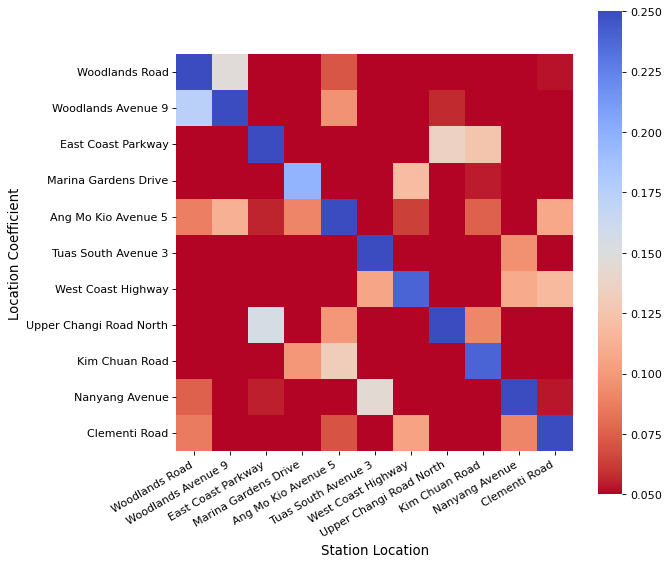 0.250
0.225
0.200
0.175
0.150
0.125
0.100
0.075
0.050
Location Coefficient
Woodlands Road
Woodlands Avenue 9
East Coast Parkway
Marina Gardens Drive
Ang Mo Kio Avenue 5
Tuas South Avenue 3
West Coast Highway
Upper Changi Road North
Kim Chuan Road
Nanyang Avenue
Clementi Road
Woodlands Road
Woodlands Avenue 9
East Coast Parkway
Marina Gardens Drive
Ang Mo Kio Avenue 5
Tuas South Avenue 3
West Coast Highway
Upper Changi Road North
Kim Chuan Road
Nanyang Avenue
Clementi Road
Station Location